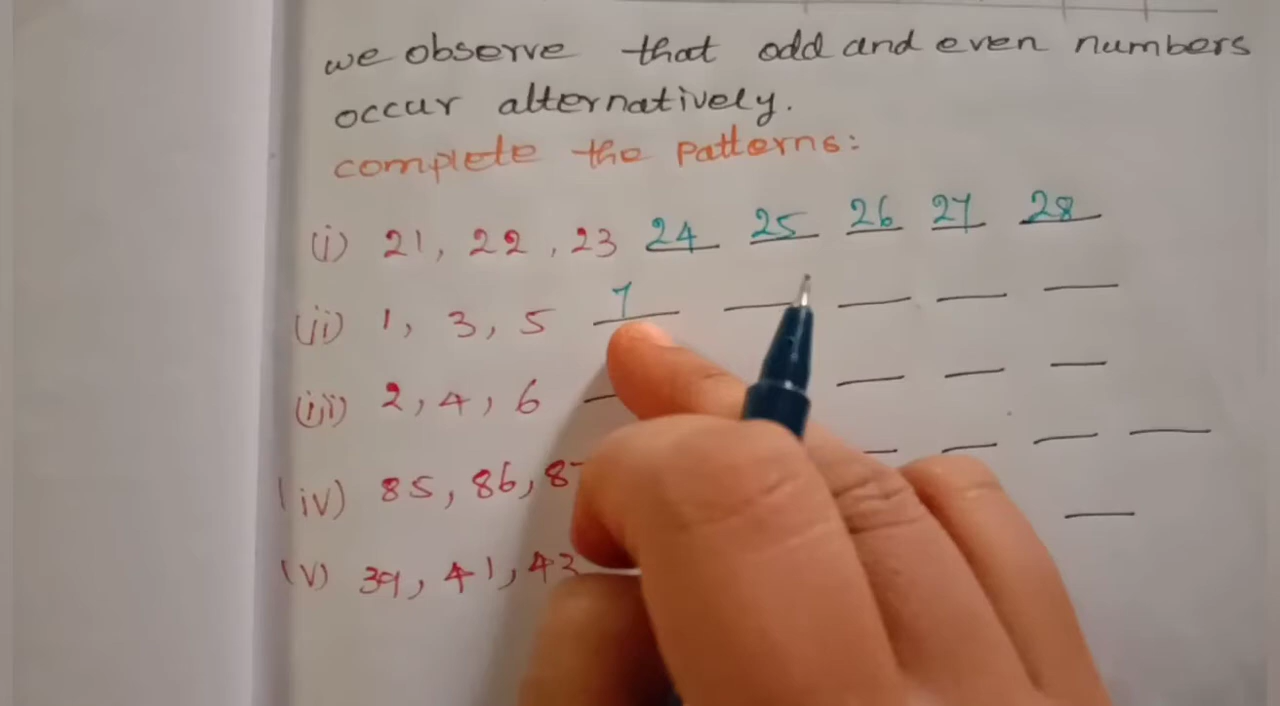 we observe that odd and even numbers
occur alternatively.
complete the patterns:
(i) 21, 22, 23 24 25 26 27 28
(ii) 1, 3, 5 7
(iii) 2, 4, 6
(iv) 85, 86, 87
(v) 39, 41, 43